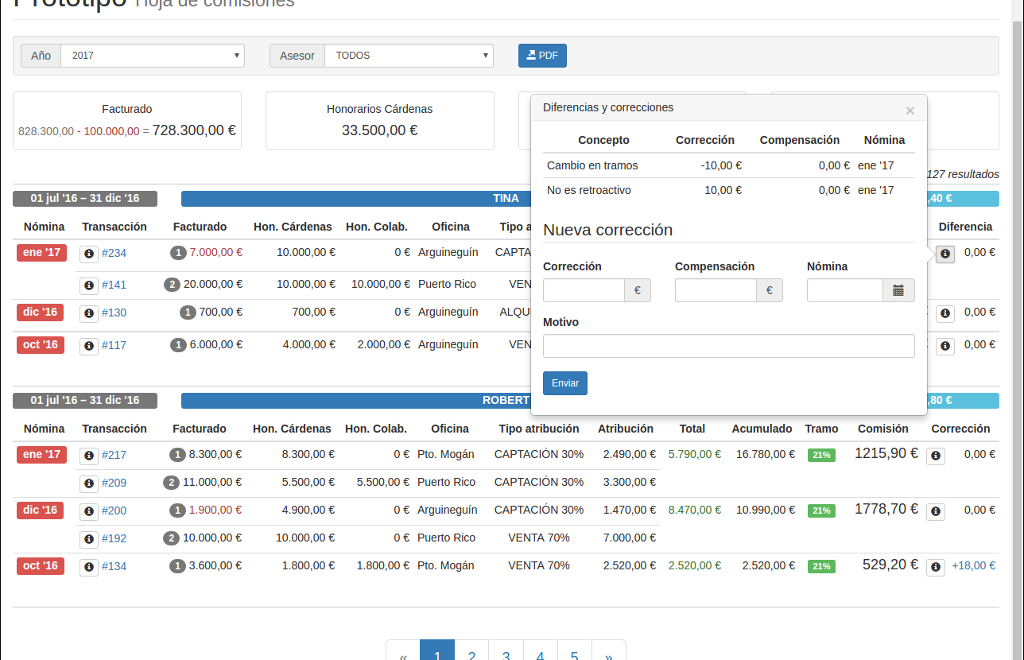 Prototipo Hoja de comisiones
Año 2017 Asesor TODOS PDF
Facturado
828.300,00 - 100.000,00 = 728.300,00 €
Honorarios Cárdenas
33.500,00 €
Diferencias y correcciones ×
Concepto Corrección Compensación Nómina
Cambio en tramos -10,00 € 0,00 € ene '17
No es retroactivo 10,00 € 0,00 € ene '17
Nueva corrección
Corrección Compensación Nómina
€ €
Motivo
Enviar
127 resultados
01 jul '16 – 31 dic '16 TINA ,40 €
Nómina Transacción Facturado Hon. Cárdenas Hon. Colab. Oficina Tipo a Diferencia
ene '17 #234 1 7.000,00 € 10.000,00 € 0 € Arguineguín CAPTA 0,00 €
#141 2 20.000,00 € 10.000,00 € 10.000,00 € Puerto Rico VEN
dic '16 #130 1 700,00 € 700,00 € 0 € Arguineguín ALQU 0,00 €
oct '16 #117 1 6.000,00 € 4.000,00 € 2.000,00 € Arguineguín VEN 0,00 €
01 jul '16 – 31 dic '16 ROBERT ,80 €
Nómina Transacción Facturado Hon. Cárdenas Hon. Colab. Oficina Tipo atribución Atribución Total Acumulado Tramo Comisión Corrección
ene '17 #217 1 8.300,00 € 8.300,00 € 0 € Pto. Mogán CAPTACIÓN 30% 2.490,00 € 5.790,00 € 16.780,00 € 21% 1215,90 € 0,00 €
#209 2 11.000,00 € 5.500,00 € 5.500,00 € Puerto Rico CAPTACIÓN 30% 3.300,00 €
dic '16 #200 1 1.900,00 € 4.900,00 € 0 € Arguineguín CAPTACIÓN 30% 1.470,00 € 8.470,00 € 10.990,00 € 21% 1778,70 € 0,00 €
#192 2 10.000,00 € 10.000,00 € 0 € Puerto Rico VENTA 70% 7.000,00 €
oct '16 #134 1 3.600,00 € 1.800,00 € 1.800,00 € Pto. Mogán VENTA 70% 2.520,00 € 2.520,00 € 2.520,00 € 21% 529,20 € +18,00 €
« 1 2 3 4 5 »